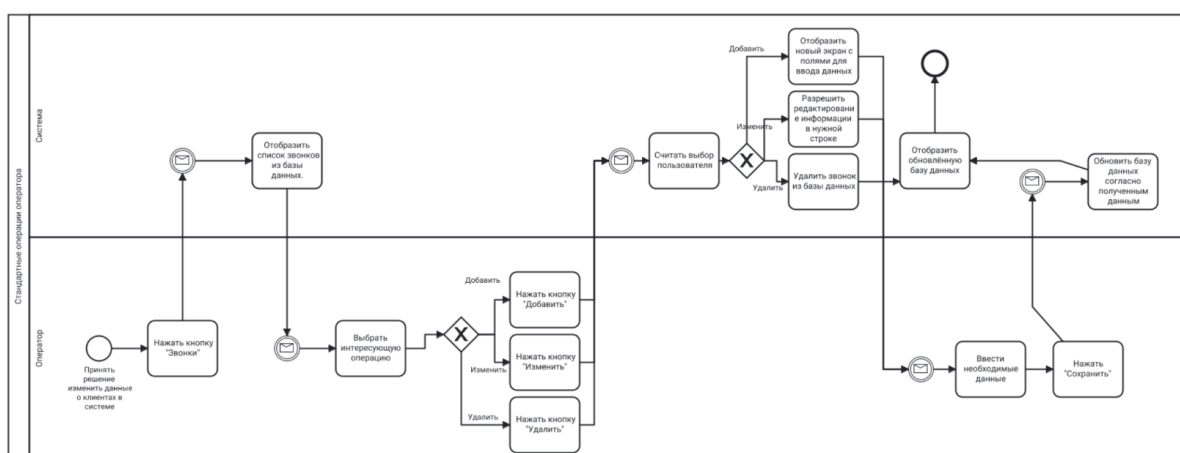 Стандартные операции оператора
Система
Отобразить
список звонков
из базы
данных.
Считать выбор
пользователя
Добавить
Изменить
Удалить
Отобразить
новый экран с
полями для
ввода данных
Разрешить
редактировани
е информации
в нужной
строке
Удалить звонок
из базы данных
Отобразить
обновлённую
базу данных
Обновить базу
данных
согласно
полученным
данным
Оператор
Принять
решение
изменить данные
о клиентах в
системе
Нажать кнопку
"Звонки"
Выбрать
интересующую
операцию
Добавить
Изменить
Удалить
Нажать кнопку
"Добавить"
Нажать кнопку
"Изменить"
Нажать кнопку
"Удалить"
Ввести
необходимые
данные
Нажать
"Сохранить"